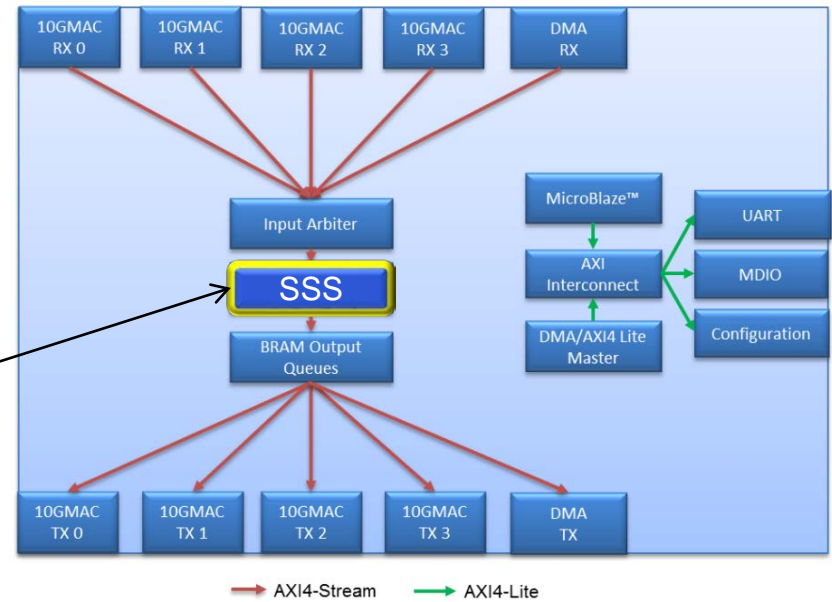 10GMAC
RX 0
10GMAC
RX 1
10GMAC
RX 2
10GMAC
RX 3
DMA
RX
Input Arbiter
SSS
BRAM Output
Queues
MicroBlaze™
AXI
Interconnect
DMA/AXI4 Lite
Master
UART
MDIO
Configuration
10GMAC
TX 0
10GMAC
TX 1
10GMAC
TX 2
10GMAC
TX 3
DMA
TX
AXI4-Stream
AXI4-Lite